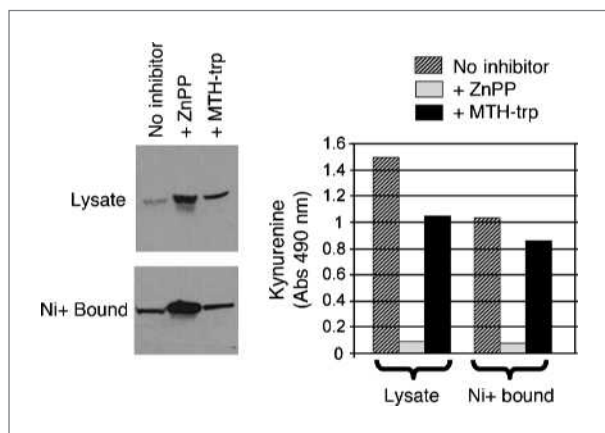 No inhibitor
+ ZnPP
+ MTH-trp
Lysate
Ni+ Bound
No inhibitor
+ ZnPP
+ MTH-trp
Kynurenine
(Abs 490 nm)
1.6
1.4
1.2
1
0.8
0.6
0.4
0.2
0
Lysate
Ni+ bound